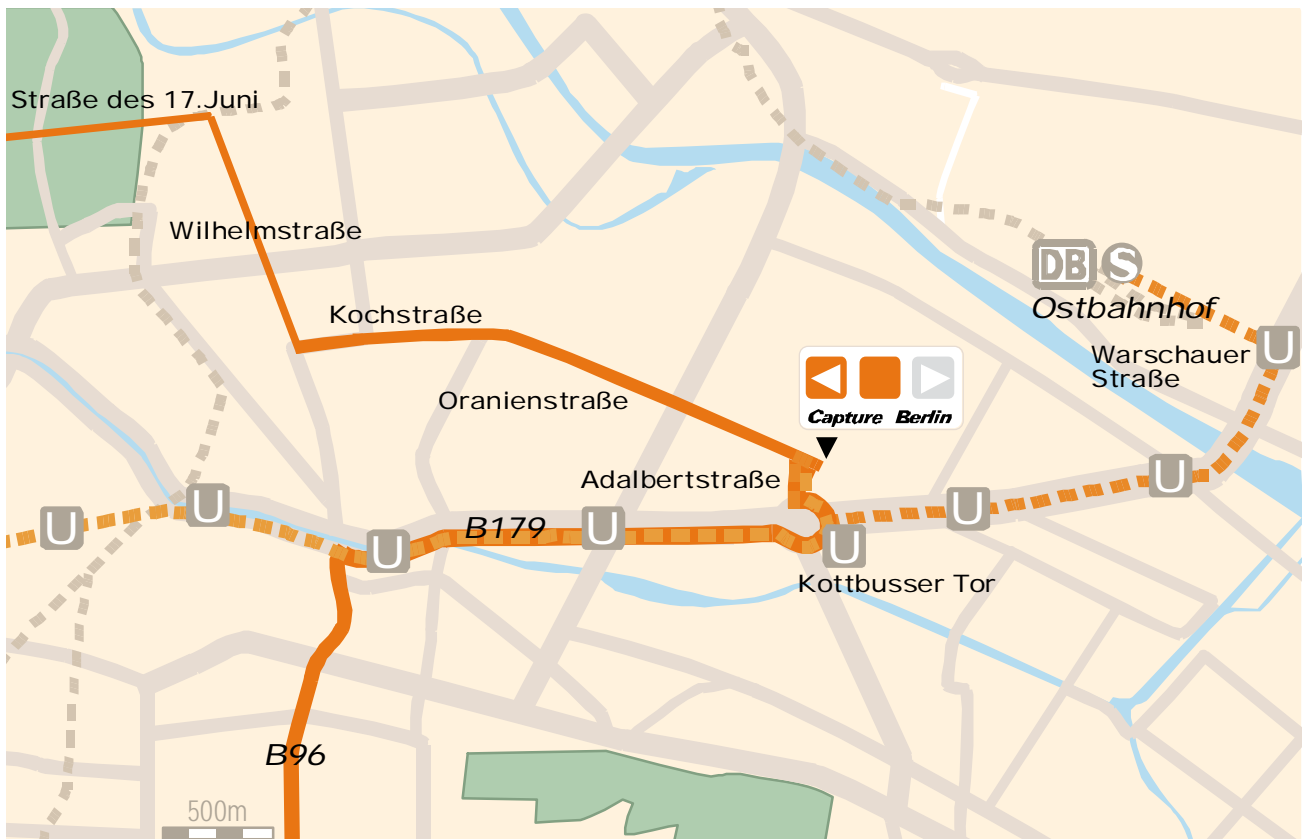 Straße des 17.Juni
Wilhelmstraße
DB S
Ostbahnhof
Kochstraße
U
Warschauer
Straße
Oranienstraße
Capture Berlin
Adalbertstraße
U
U
U
U
B179
U
U
U
Kottbusser Tor
B96
500m